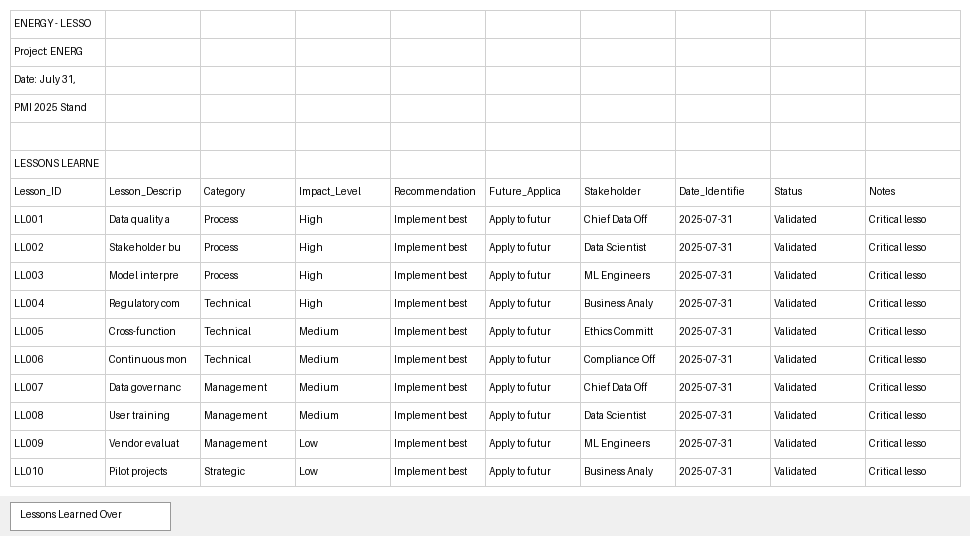 ENERGY - LESSO
Project: ENERG
Date: July 31,
PMI 2025 Stand
LESSONS LEARNE
Lesson_ID Lesson_Descrip Category Impact_Level Recommendation Future_Applica Stakeholder Date_Identifie Status Notes
LL001 Data quality a Process High Implement best Apply to futur Chief Data Off 2025-07-31 Validated Critical lesso
LL002 Stakeholder bu Process High Implement best Apply to futur Data Scientist 2025-07-31 Validated Critical lesso
LL003 Model interpre Process High Implement best Apply to futur ML Engineers 2025-07-31 Validated Critical lesso
LL004 Regulatory com Technical High Implement best Apply to futur Business Analy 2025-07-31 Validated Critical lesso
LL005 Cross-function Technical Medium Implement best Apply to futur Ethics Committ 2025-07-31 Validated Critical lesso
LL006 Continuous mon Technical Medium Implement best Apply to futur Compliance Off 2025-07-31 Validated Critical lesso
LL007 Data governanc Management Medium Implement best Apply to futur Chief Data Off 2025-07-31 Validated Critical lesso
LL008 User training Management Medium Implement best Apply to futur Data Scientist 2025-07-31 Validated Critical lesso
LL009 Vendor evaluat Management Low Implement best Apply to futur ML Engineers 2025-07-31 Validated Critical lesso
LL010 Pilot projects Strategic Low Implement best Apply to futur Business Analy 2025-07-31 Validated Critical lesso
Lessons Learned Over